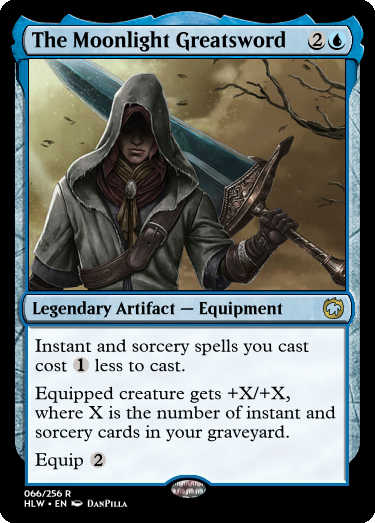 The Moonlight Greatsword 2
Legendary Artifact — Equipment
Instant and sorcery spells you cast
cost 1 less to cast.
Equipped creature gets +X/+X,
where X is the number of instant and
sorcery cards in your graveyard.
Equip 2
066/256 R
HLW • EN DanPilla